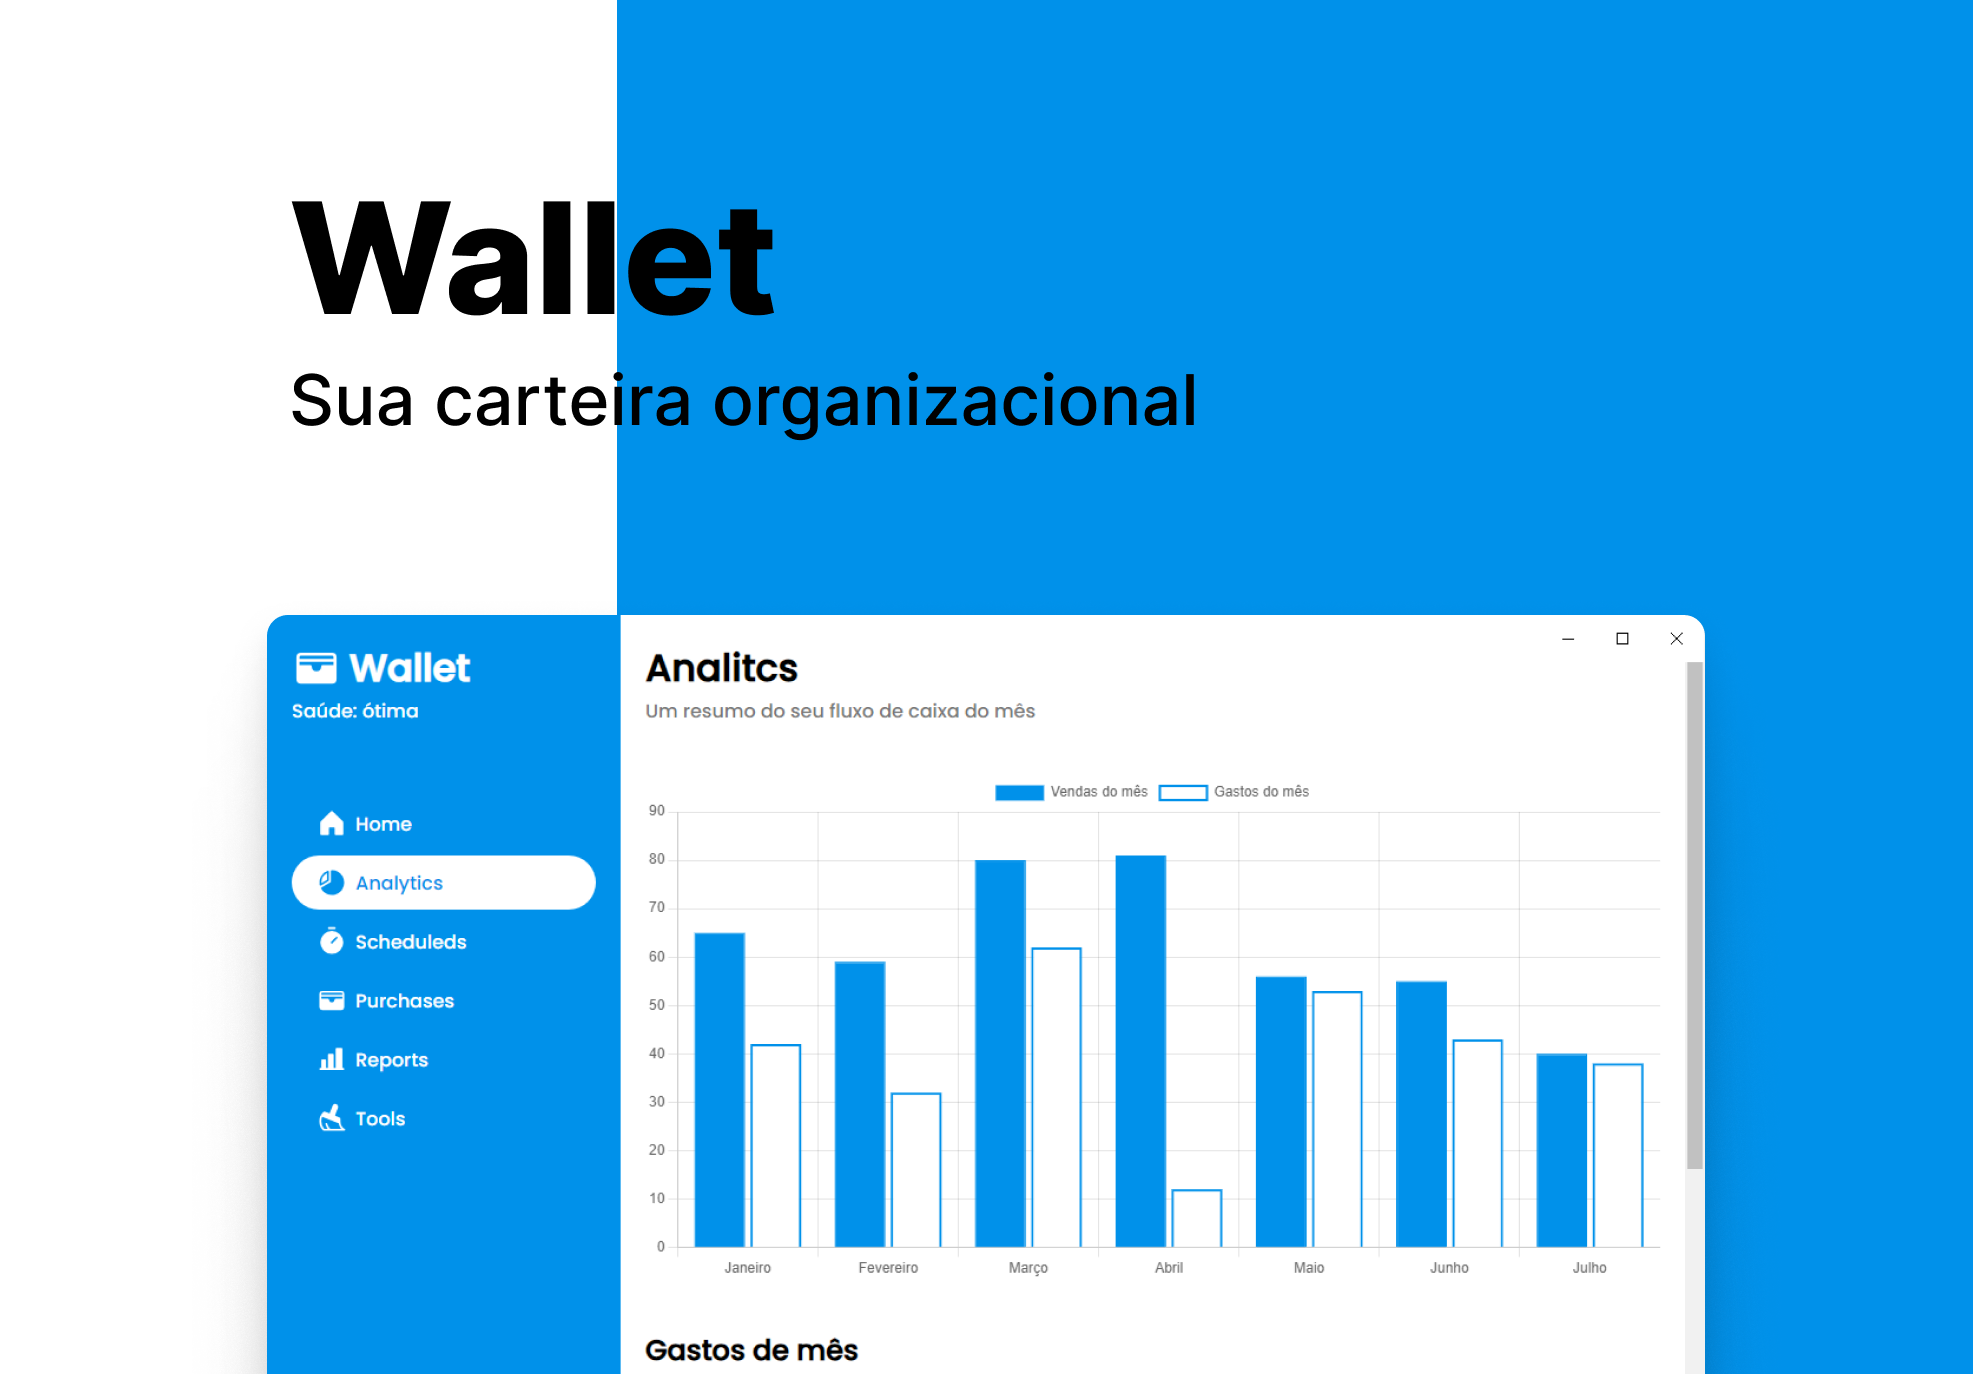 Wallet
Sua carteira organizacional
Wallet
Saúde: ótima
Home
Analytics
Scheduleds
Purchases
Reports
Tools
Analitcs
Um resumo do seu fluxo de caixa do mês
Vendas do mês Gastos do mês
90
80
70
60
50
40
30
20
10
0
Janeiro Fevereiro Março Abril Maio Junho Julho
Gastos de mês